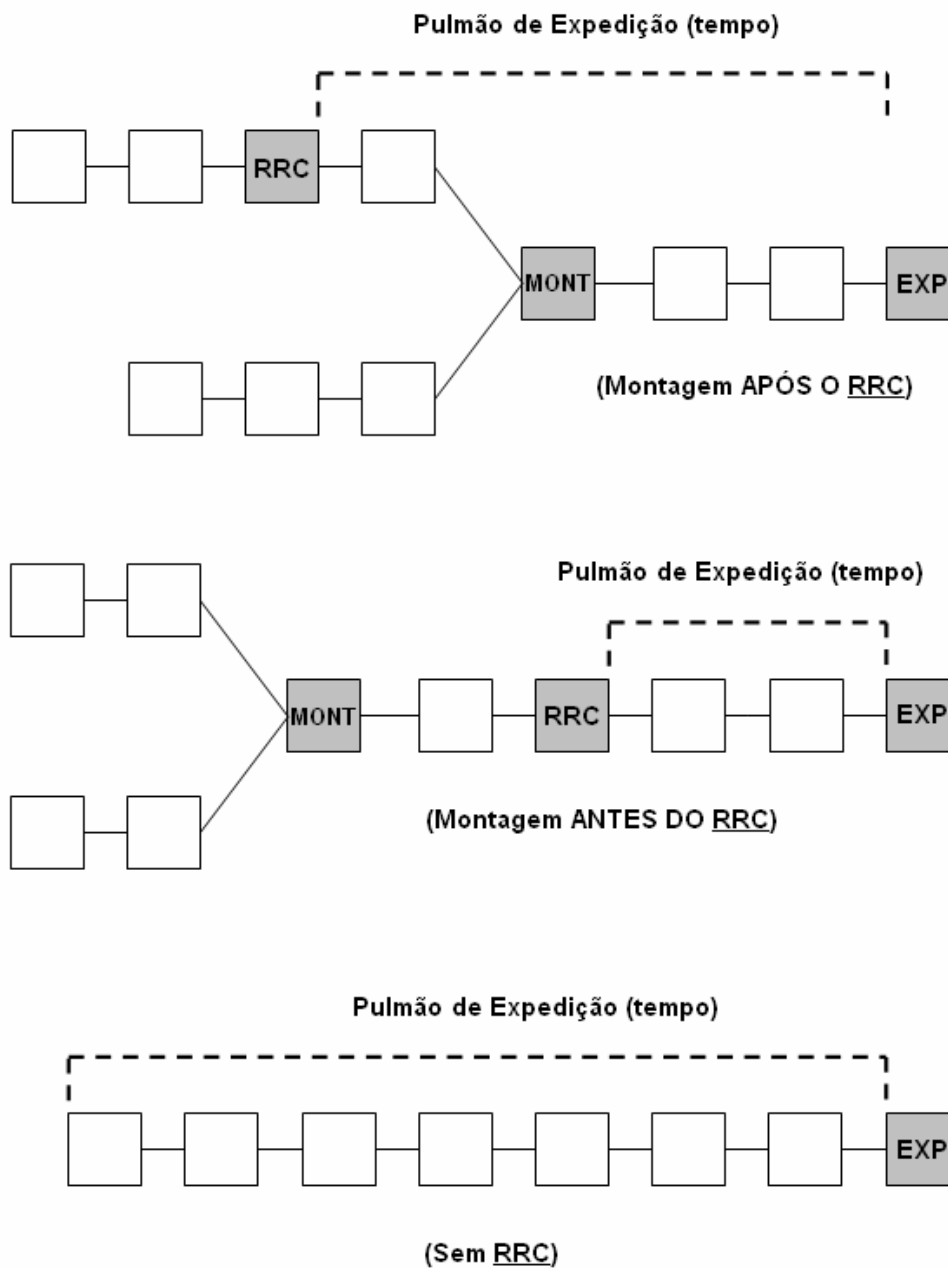 Pulmão de Expedição (tempo)
RRC
MONT
EXP
(Montagem APÓS O RRC)
Pulmão de Expedição (tempo)
MONT
RRC
EXP
(Montagem ANTES DO RRC)
Pulmão de Expedição (tempo)
EXP
(Sem RRC)